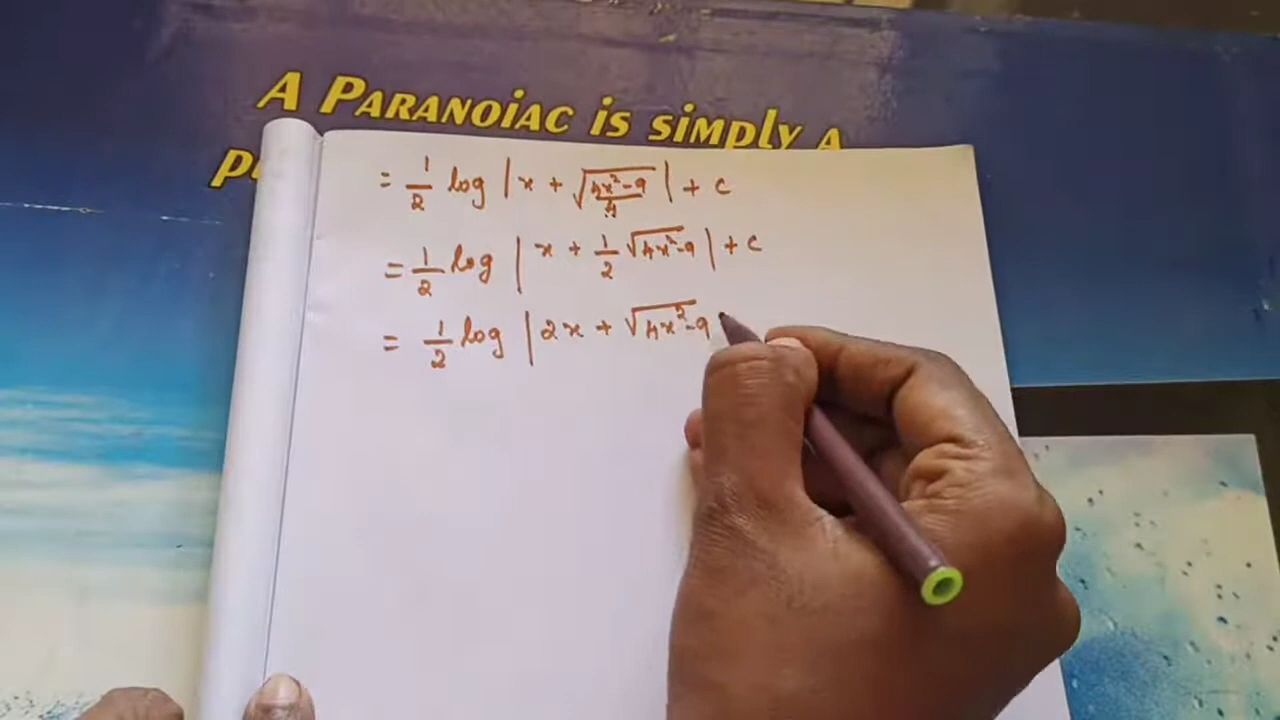 A PARANOiAC is simply A
= 1/2 log |x + √((4x²-9)/4)| + c
= 1/2 log |x + 1/2 √(4x²-9)| + c
= 1/2 log |2x + √(4x²-9)